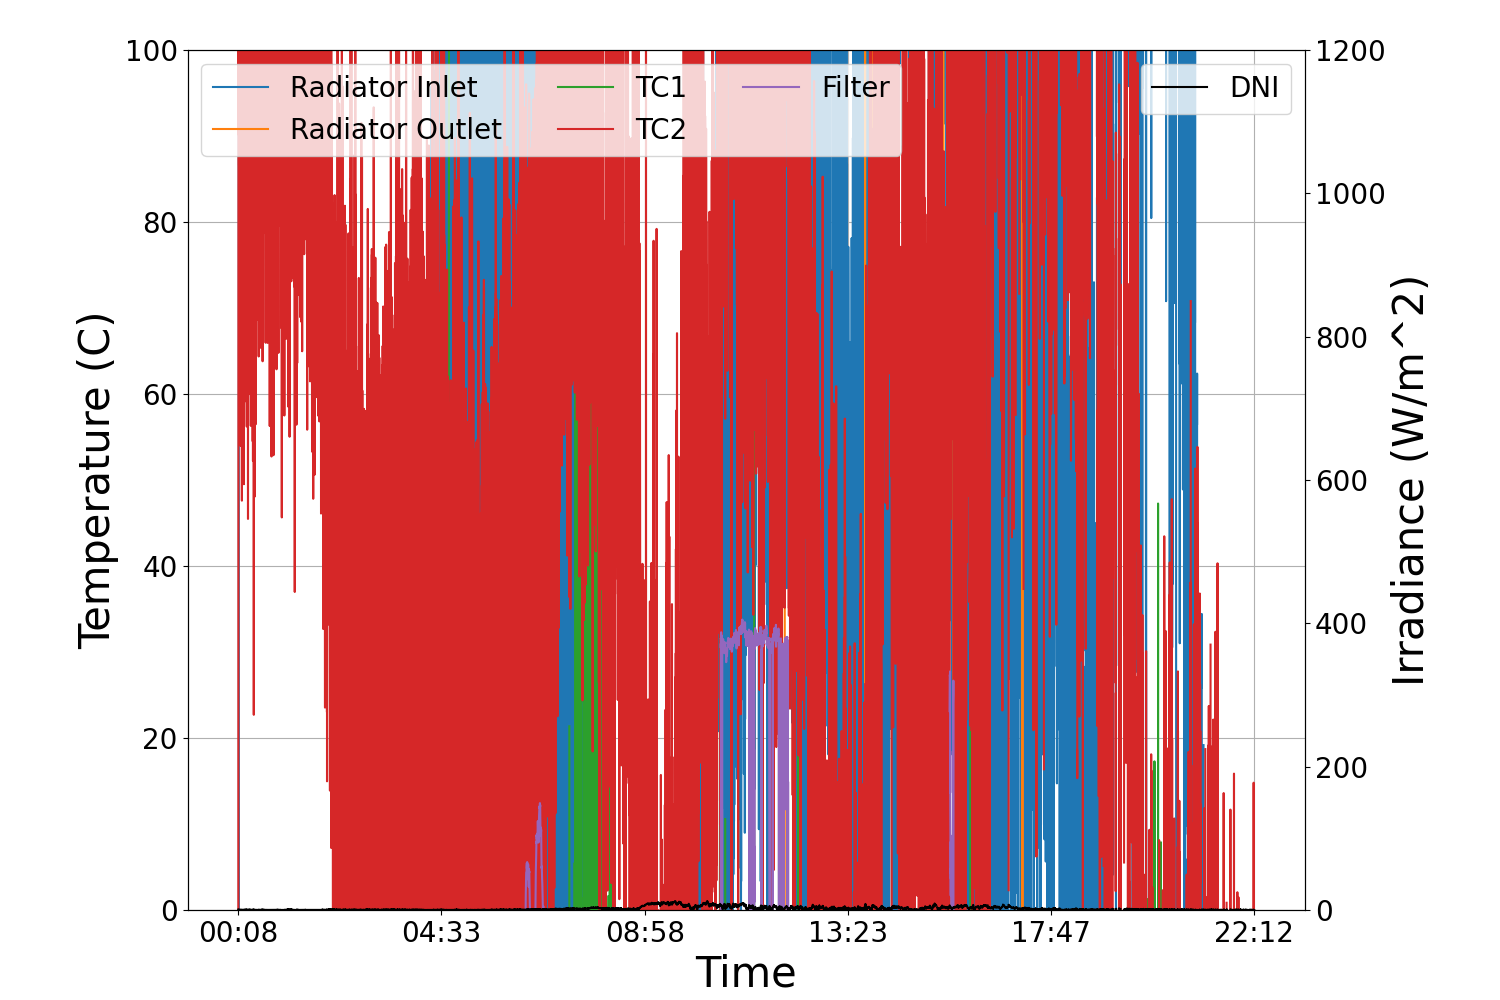 100
80
60
40
20
0
Temperature (C)
Radiator Inlet
Radiator Outlet
TC1
TC2
Filter
DNI
1200
1000
800
600
400
200
0
Irradiance (W/m^2)
00:08
04:33
08:58
13:23
17:47
22:12
Time